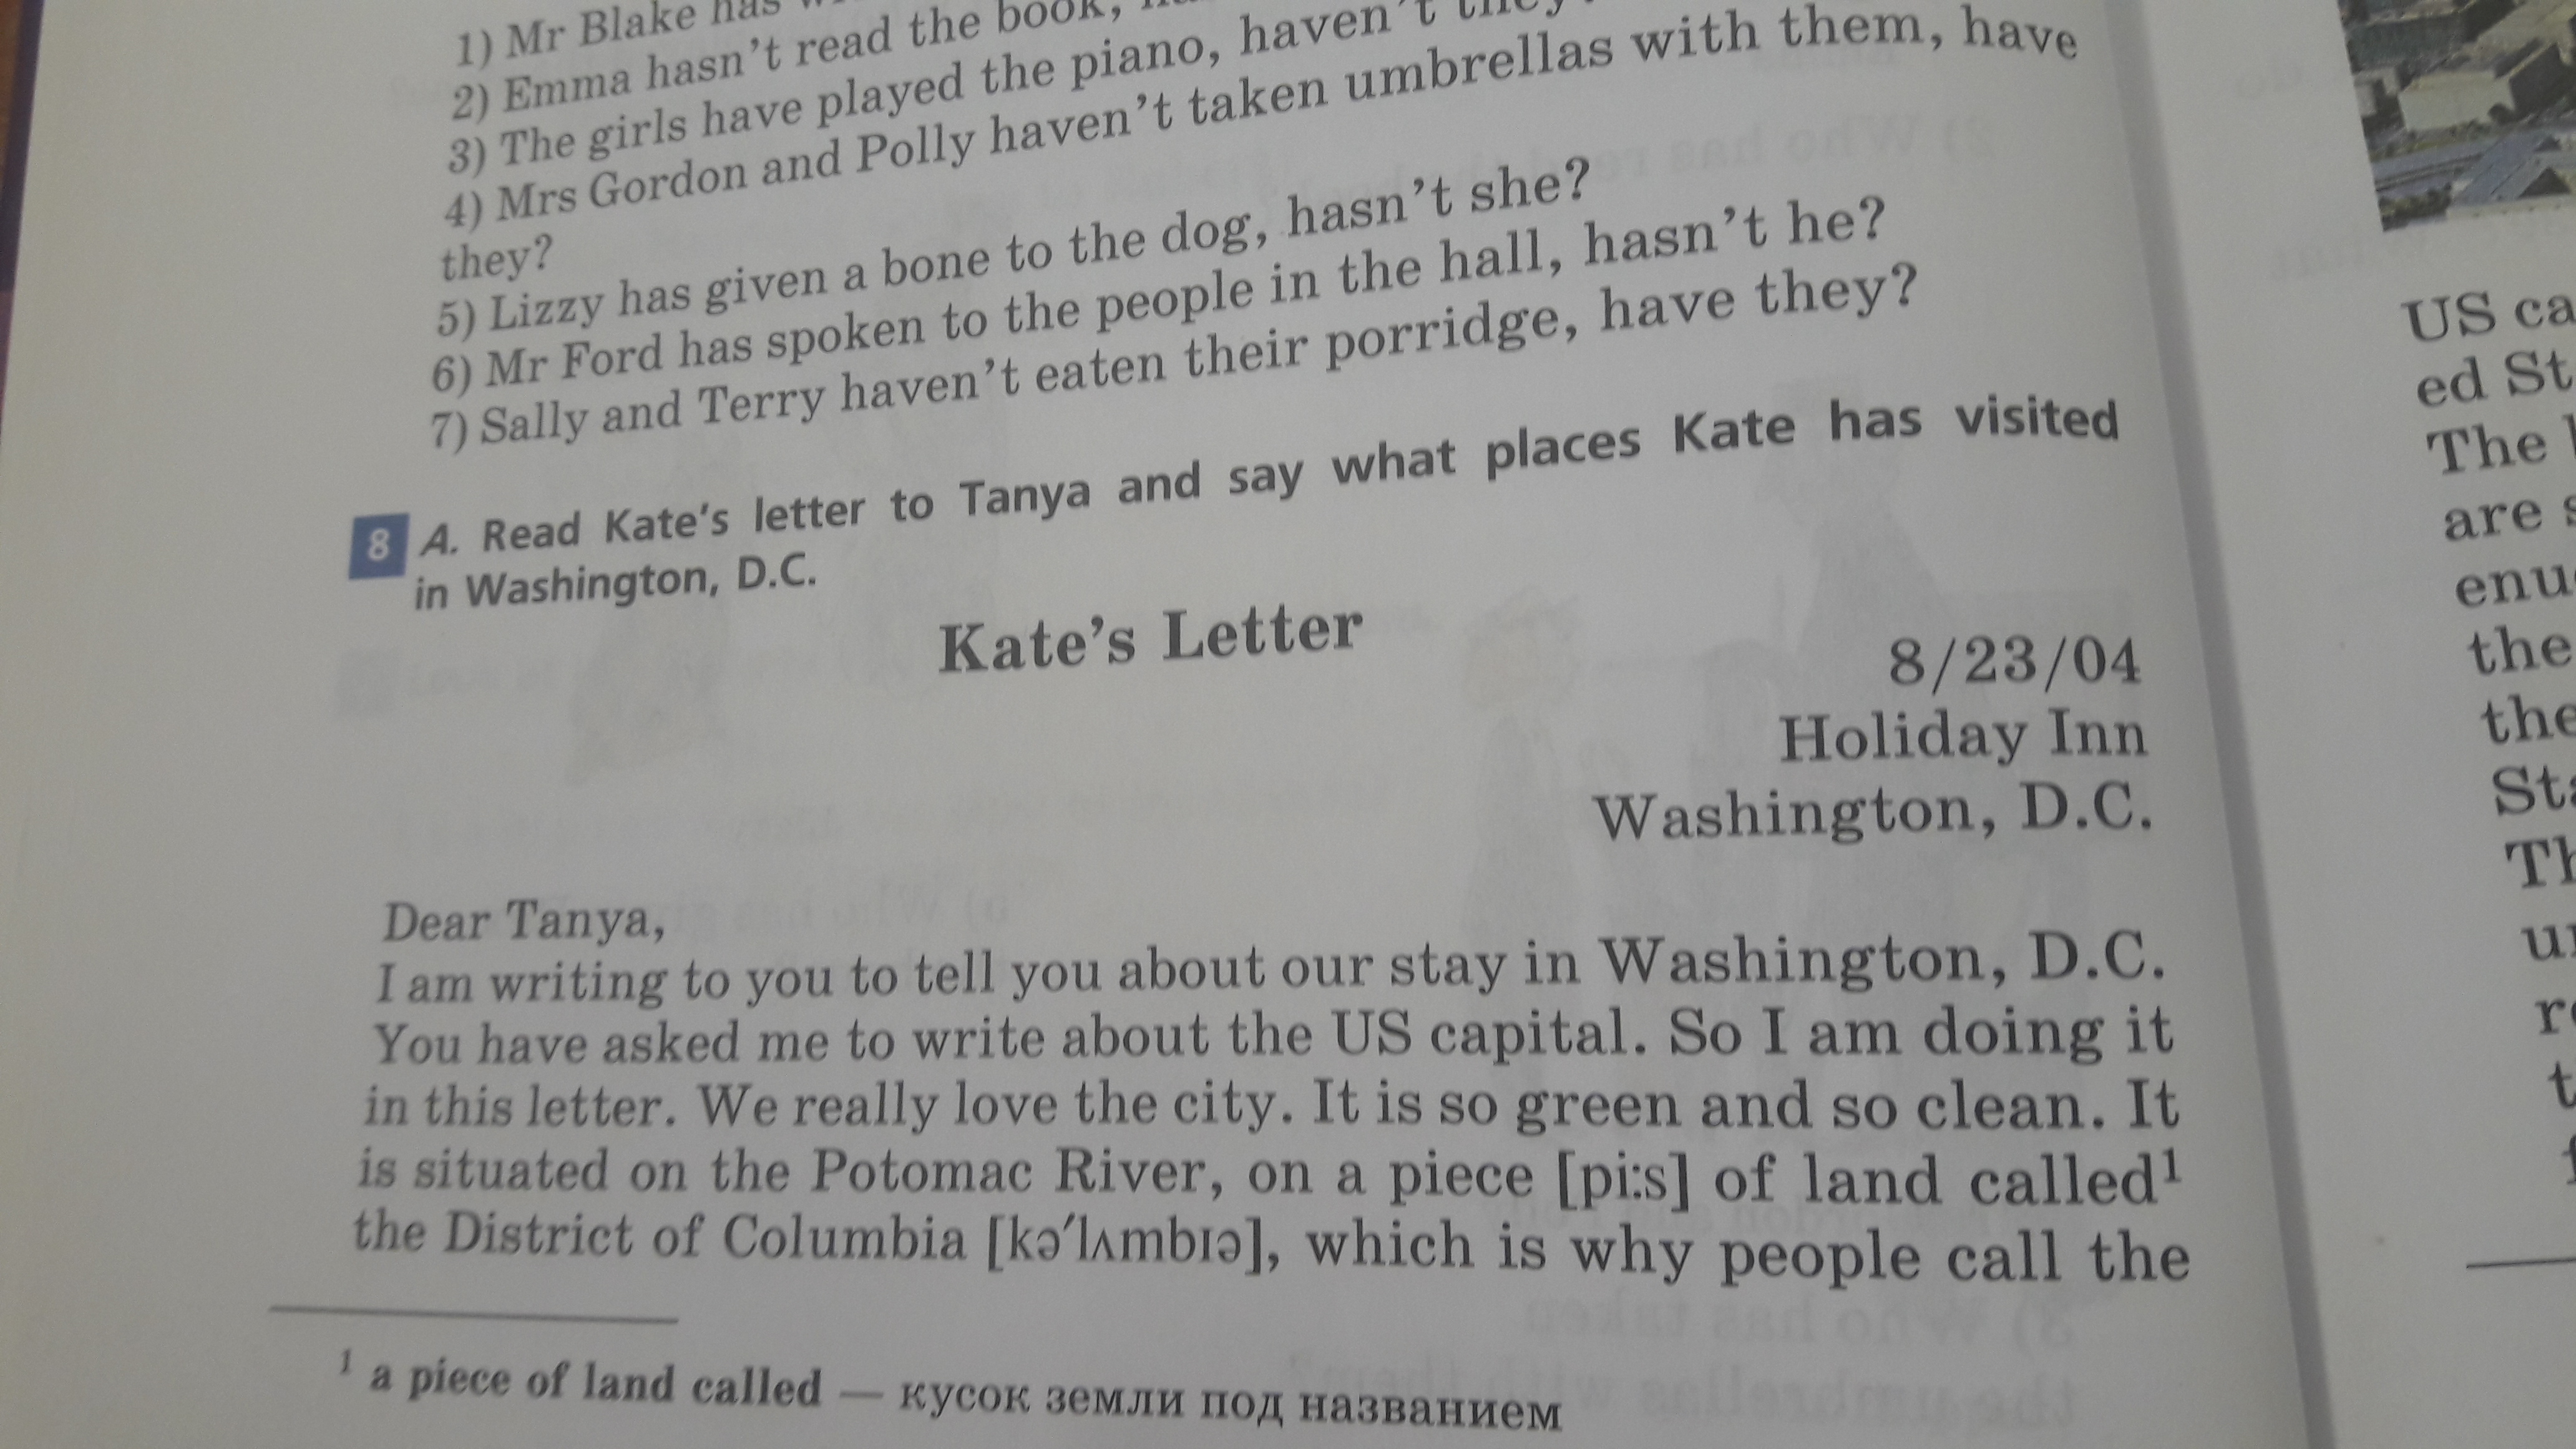 1) Mr Blake has
2) Emma hasn't read the book,
3) The girls have played the piano, haven't they?
4) Mrs Gordon and Polly haven't taken umbrellas with them, have
they?
5) Lizzy has given a bone to the dog, hasn't she?
6) Mr Ford has spoken to the people in the hall, hasn't he?
7) Sally and Terry haven't eaten their porridge, have they?
8 A. Read Kate's letter to Tanya and say what places Kate has visited
in Washington, D.C.
Kate's Letter
8/23/04
Holiday Inn
Washington, D.C.
Dear Tanya,
I am writing to you to tell you about our stay in Washington, D.C.
You have asked me to write about the US capital. So I am doing it
in this letter. We really love the city. It is so green and so clean. It
is situated on the Potomac River, on a piece [pi:s] of land called¹
the District of Columbia [kə'lʌmbɪə], which is why people call the
¹ a piece of land called — кусок земли под названием
US
ed
The
are
the
the